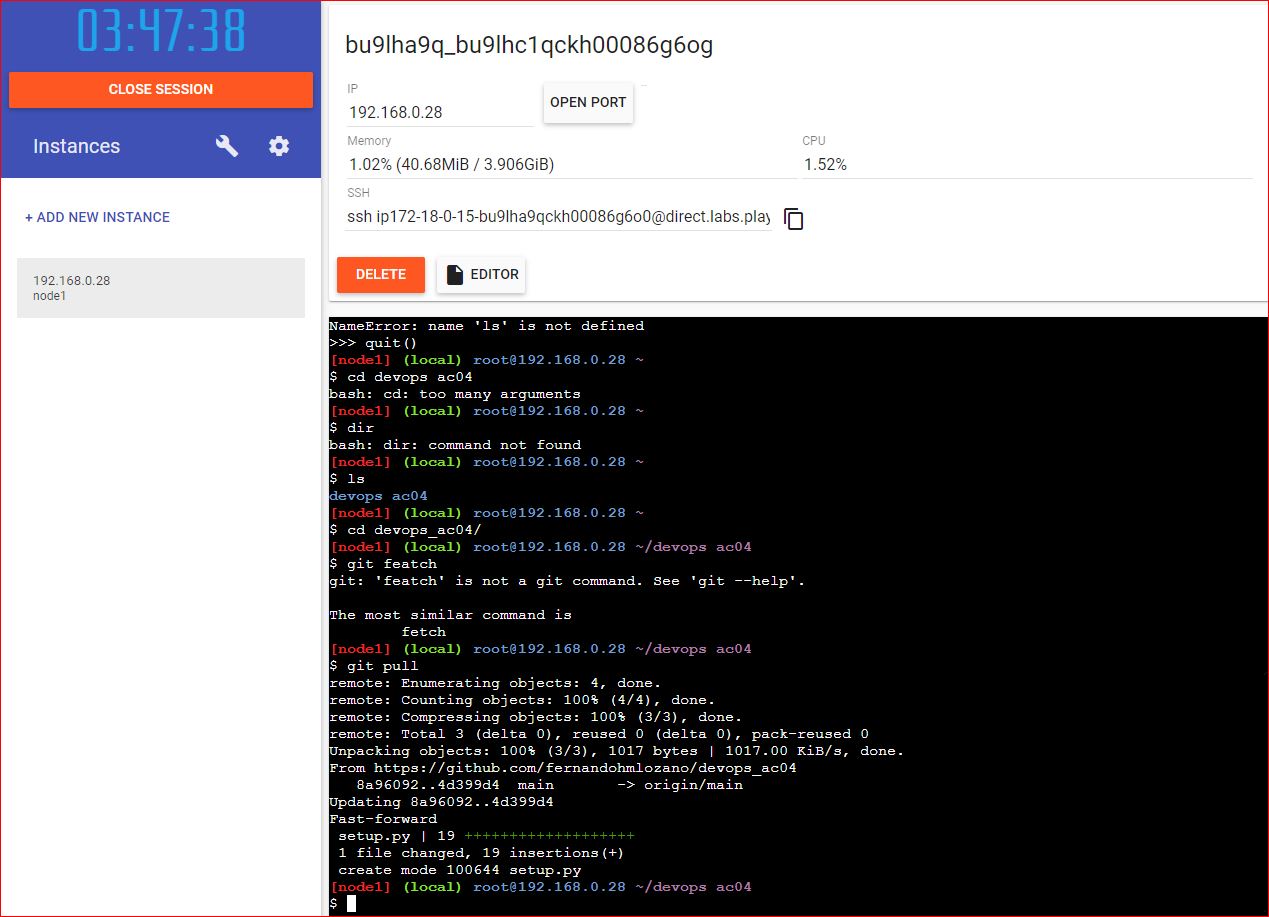 03:47:38
CLOSE SESSION
Instances
+ ADD NEW INSTANCE
192.168.0.28
node1
bu9lha9q_bu9lhc1qckh00086g6og
IP
192.168.0.28
OPEN PORT
Memory
1.02% (40.68MiB / 3.906GiB)
CPU
1.52%
SSH
ssh ip172-18-0-15-bu9lha9qckh00086g6o0@direct.labs.play
DELETE
EDITOR
NameError: name 'ls' is not defined
>>> quit()
[node1] (local) root@192.168.0.28 ~
$ cd devops ac04
bash: cd: too many arguments
[node1] (local) root@192.168.0.28 ~
$ dir
bash: dir: command not found
[node1] (local) root@192.168.0.28 ~
$ ls
devops ac04
[node1] (local) root@192.168.0.28 ~
$ cd devops_ac04/
[node1] (local) root@192.168.0.28 ~/devops ac04
$ git featch
git: 'featch' is not a git command. See 'git --help'.
The most similar command is
fetch
[node1] (local) root@192.168.0.28 ~/devops ac04
$ git pull
remote: Enumerating objects: 4, done.
remote: Counting objects: 100% (4/4), done.
remote: Compressing objects: 100% (3/3), done.
remote: Total 3 (delta 0), reused 0 (delta 0), pack-reused 0
Unpacking objects: 100% (3/3), 1017 bytes | 1017.00 KiB/s, done.
From https://github.com/fernandohmlozano/devops_ac04
8a96092..4d399d4  main       -> origin/main
Updating 8a96092..4d399d4
Fast-forward
setup.py | 19 +++++++++++++++++++
1 file changed, 19 insertions(+)
create mode 100644 setup.py
[node1] (local) root@192.168.0.28 ~/devops ac04
$